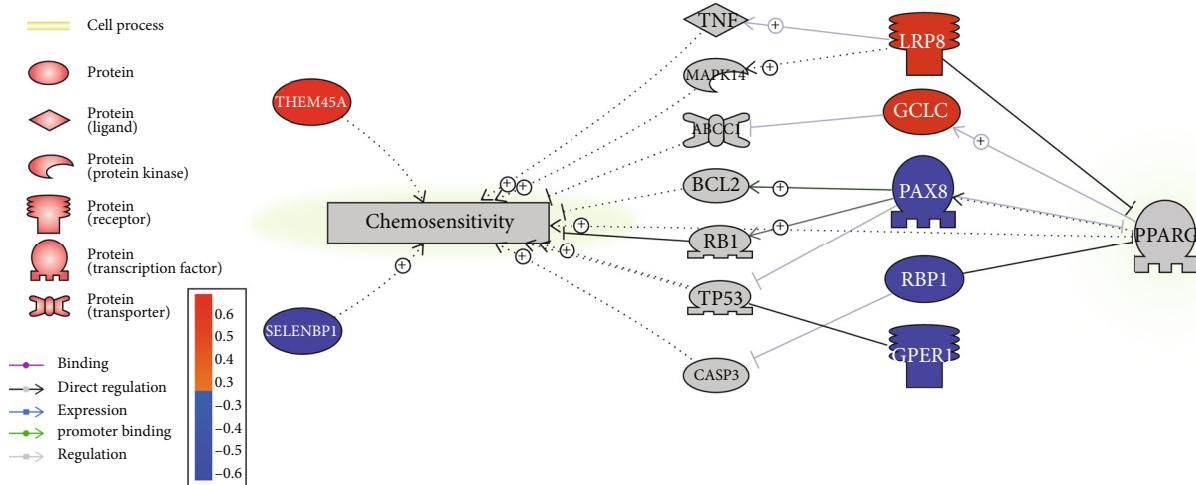 Cell process
Protein
Protein
(ligand)
Protein
(protein kinase)
Protein
(receptor)
Protein
(transcription factor)
Protein
(transporter)
Binding
Direct regulation
Expression
promoter binding
Regulation
0.6
0.5
0.4
0.3
−0.3
−0.4
−0.5
−0.6
THEM45A
SELENBP1
Chemosensitivity
TNF
MAPK14
ABCC1
BCL2
RB1
TP53
CASP3
LRP8
GCLC
PAX8
RBP1
GPER1
PPARG
+
+
+
+
+
+
+
+
+
+
+